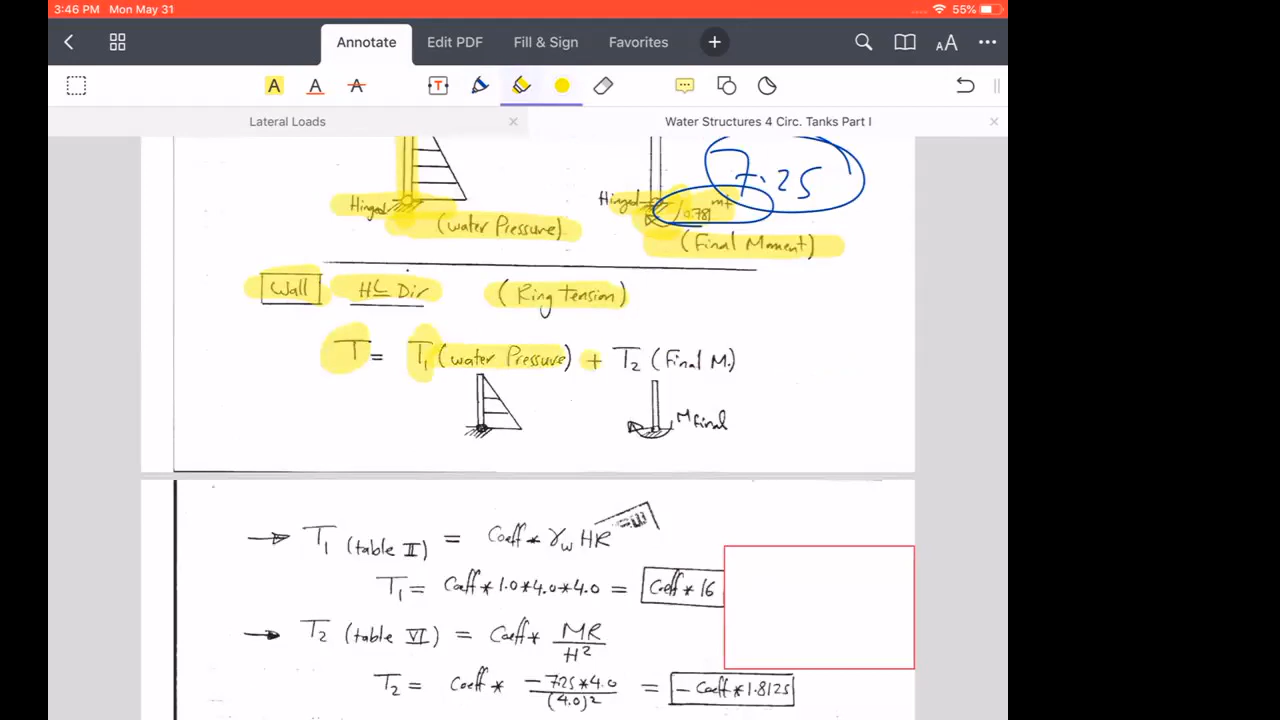 3:46 PM Mon May 31
55%
Annotate
Edit PDF
Fill & Sign
Favorites
Lateral Loads
Water Structures 4 Circ. Tanks Part I
7.25
Hinged
Hinged
0.781 mt
(water Pressure)
(Final Moment)
Wall HL Dir (Ring tension)
T = T1 (water Pressure) + T2 (Final M.)
M final
T1 (table II) = Coeff * γw HR
T1 = Coeff * 1.0 * 4.0 * 4.0 = Coeff * 16
T2 (table VI) = Coeff * MR / H²
T2 = Coeff * -7.25 * 4.0 / (4.0)² = - Coeff * 1.8125